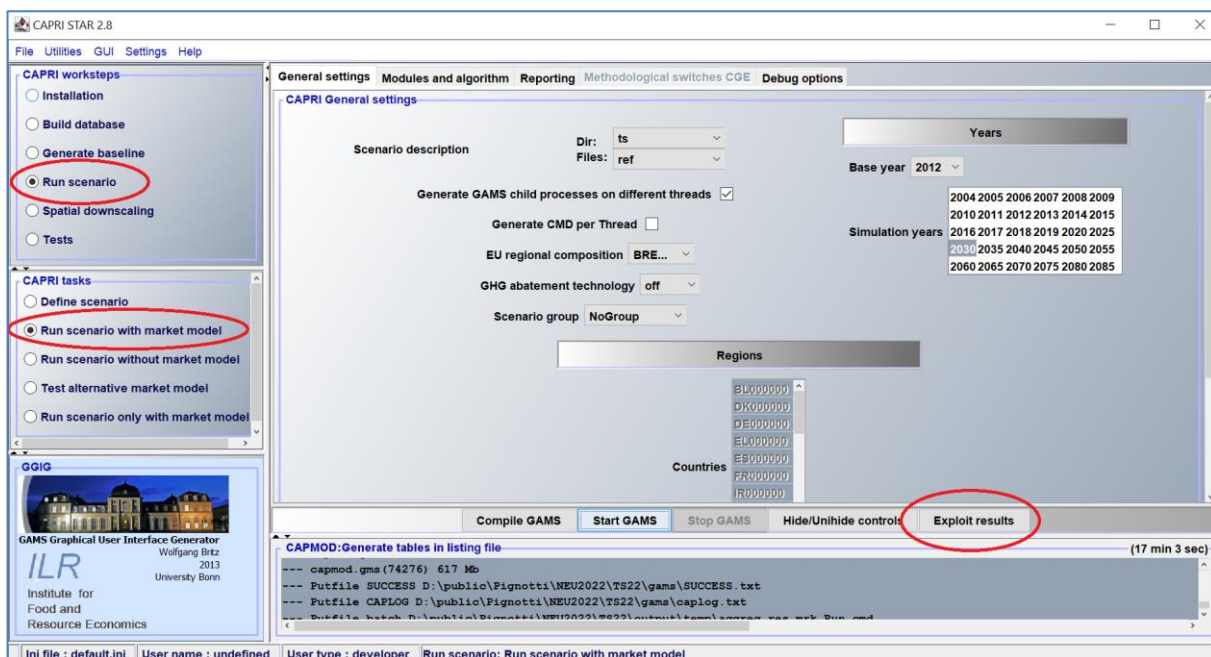 CAPRI STAR 2.8
File Utilities GUI Settings Help
CAPRI worksteps
Installation
Build database
Generate baseline
Run scenario
Spatial downscaling
Tests
CAPRI tasks
Define scenario
Run scenario with market model
Run scenario without market model
Test alternative market model
Run scenario only with market model
GGIG
GAMS Graphical User Interface Generator
Wolfgang Britz
2013
University Bonn
ILR
Institute for
Food and
Resource Economics
General settings Modules and algorithm Reporting Methodological switches CGE Debug options
CAPRI General settings
Scenario description
Dir: ts
Files: ref
Generate GAMS child processes on different threads
Generate CMD per Thread
EU regional composition BRE...
GHG abatement technology off
Scenario group NoGroup
Years
Base year 2012
Simulation years
2004 2005 2006 2007 2008 2009
2010 2011 2012 2013 2014 2015
2016 2017 2018 2019 2020 2025
2030 2035 2040 2045 2050 2055
2060 2065 2070 2075 2080 2085
Regions
Countries
BL000000
DK000000
DE000000
EL000000
ES000000
FR000000
IR000000
Compile GAMS Start GAMS Stop GAMS Hide/Unihide controls Exploit results
CAPMOD:Generate tables in listing file (17 min 3 sec)
--- capmod.gms(74276) 617 Mb
--- Putfile SUCCESS D:\public\Pignotti\NEU2022\TS22\gams\SUCCESS.txt
--- Putfile CAPLOG D:\public\Pignotti\NEU2022\TS22\gams\caplog.txt
--- Putfile batch D:\public\Pignotti\NEU2022\TS22\output\temp\aggreg_res_mrk_Run.cmd
Ini file : default.ini User name : undefined User type : developer Run scenario: Run scenario with market model